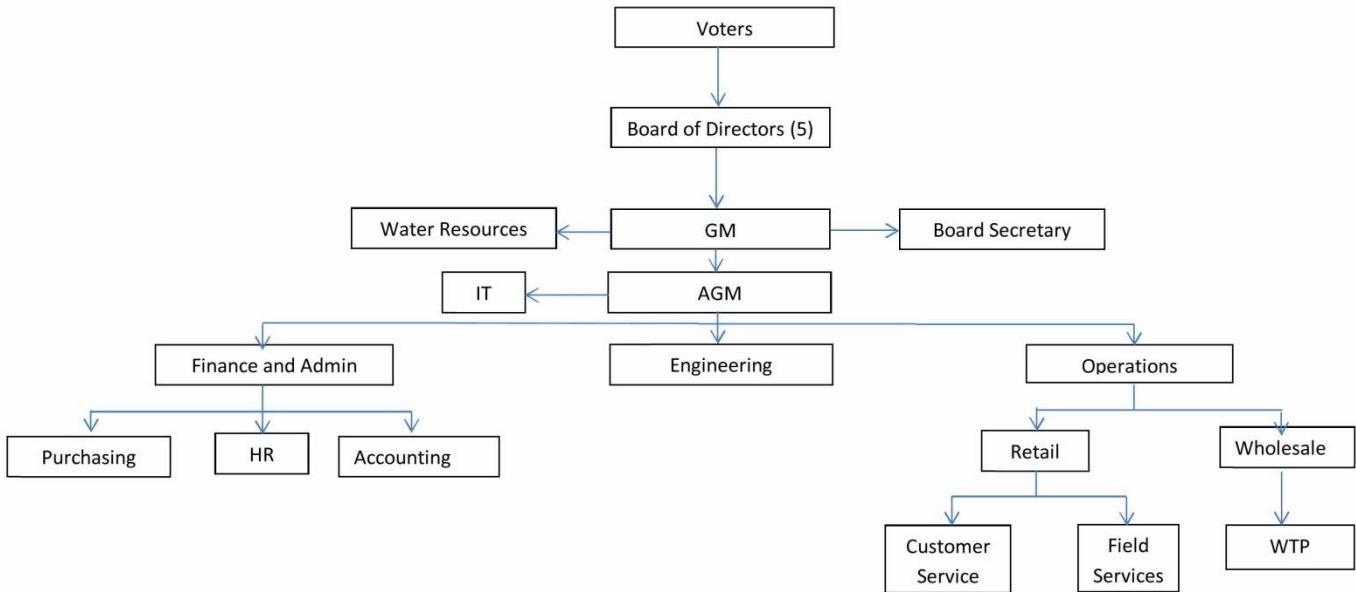 Voters
Board of Directors (5)
Water Resources
GM
Board Secretary
IT
AGM
Finance and Admin
Engineering
Operations
Purchasing
HR
Accounting
Retail
Wholesale
Customer
Service
Field
Services
WTP